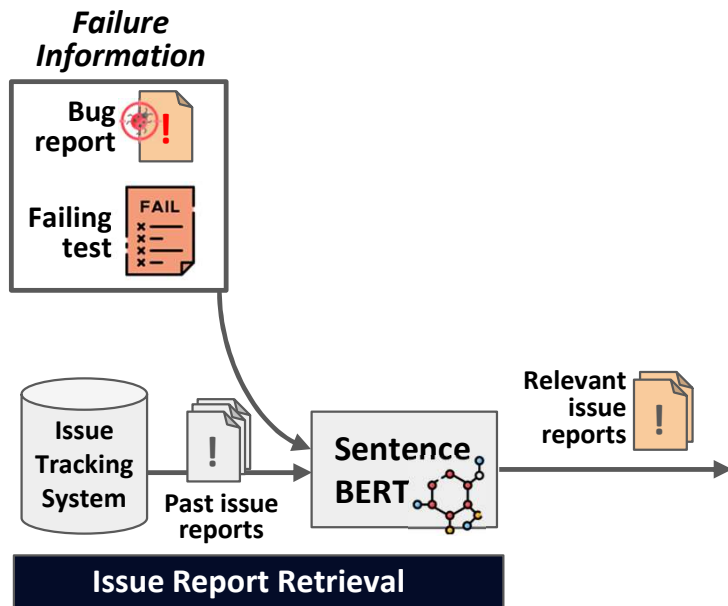 Failure
Information
Bug
report
!
FAIL
Failing
test
Issue
Tracking
System
!
Past issue
reports
Sentence
BERT
Relevant
issue
reports
!
Issue Report Retrieval